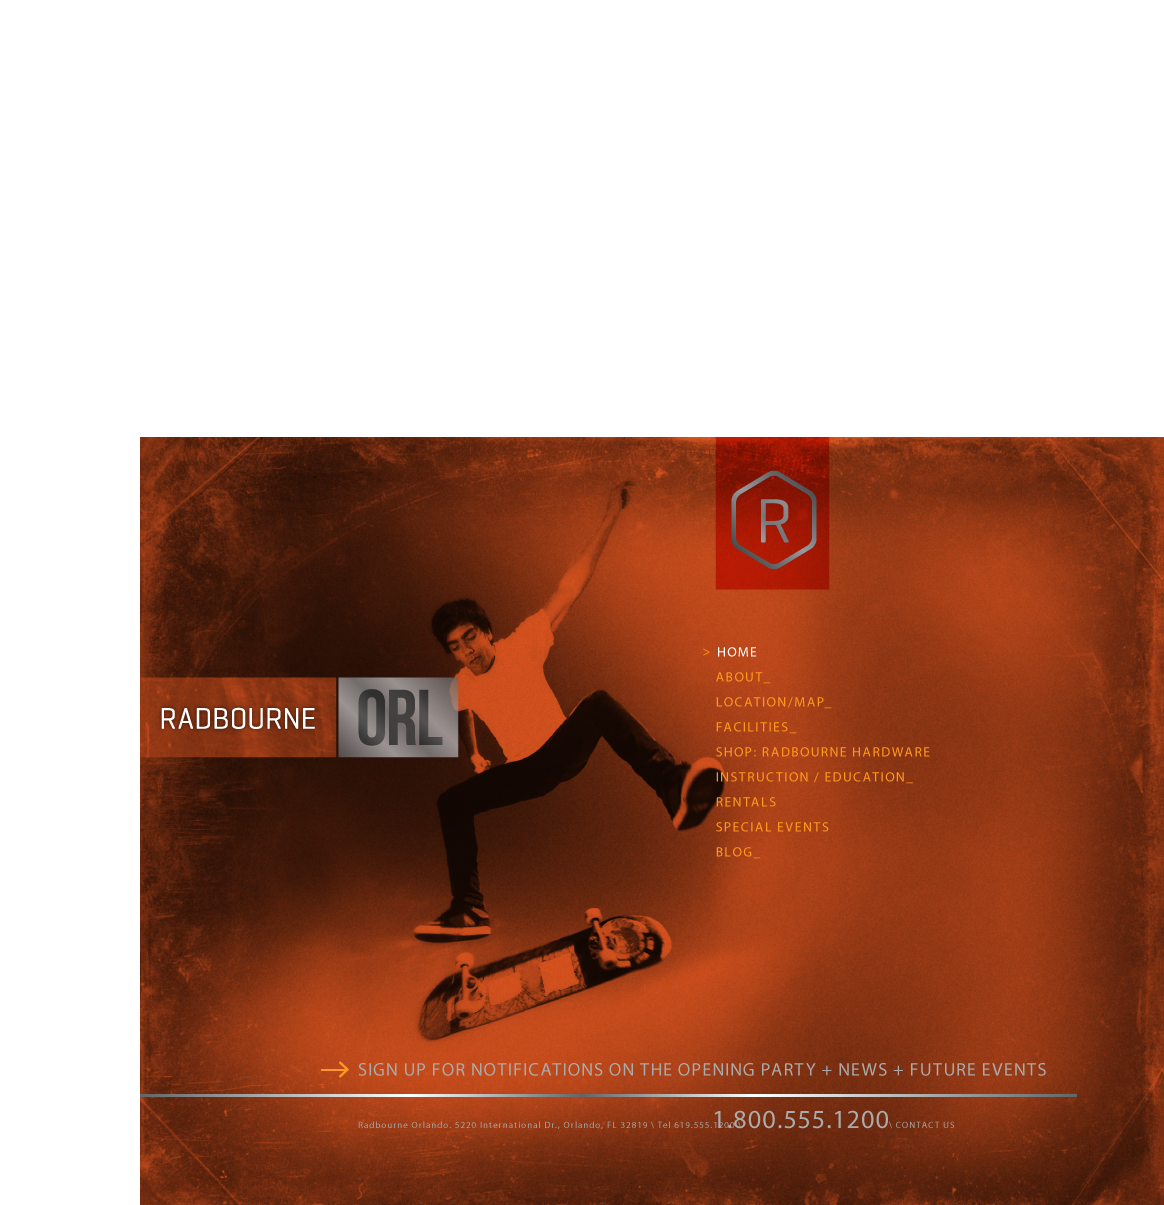 R
> HOME
ABOUT_
RADBOURNE ORL
LOCATION/MAP_
FACILITIES_
SHOP: RADBOURNE HARDWARE
INSTRUCTION / EDUCATION_
RENTALS
SPECIAL EVENTS
BLOG_
SIGN UP FOR NOTIFICATIONS ON THE OPENING PARTY + NEWS + FUTURE EVENTS
Radbourne Orlando. 5220 International Dr., Orlando, FL 32819 \ Tel 619.555.1200 \ 1.800.555.1200 \ CONTACT US